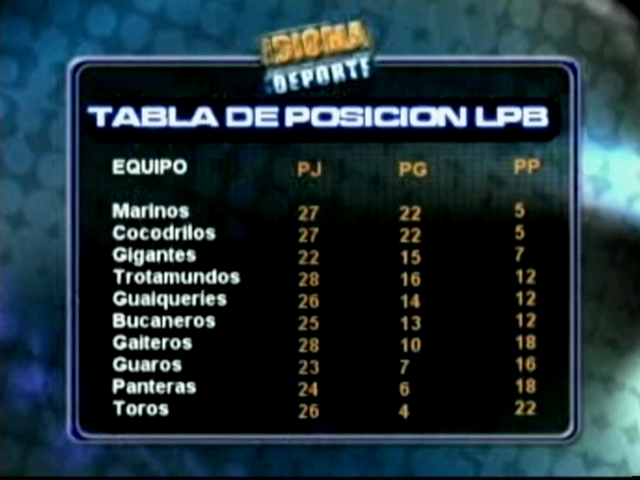 IDIOMA
DEPORTE
TABLA DE POSICION LPB
EQUIPO PJ PG PP
Marinos 27 22 5
Cocodrilos 27 22 5
Gigantes 22 15 7
Trotamundos 28 16 12
Guaiqueries 26 14 12
Bucaneros 25 13 12
Gaiteros 28 10 18
Guaros 23 7 16
Panteras 24 6 18
Toros 26 4 22